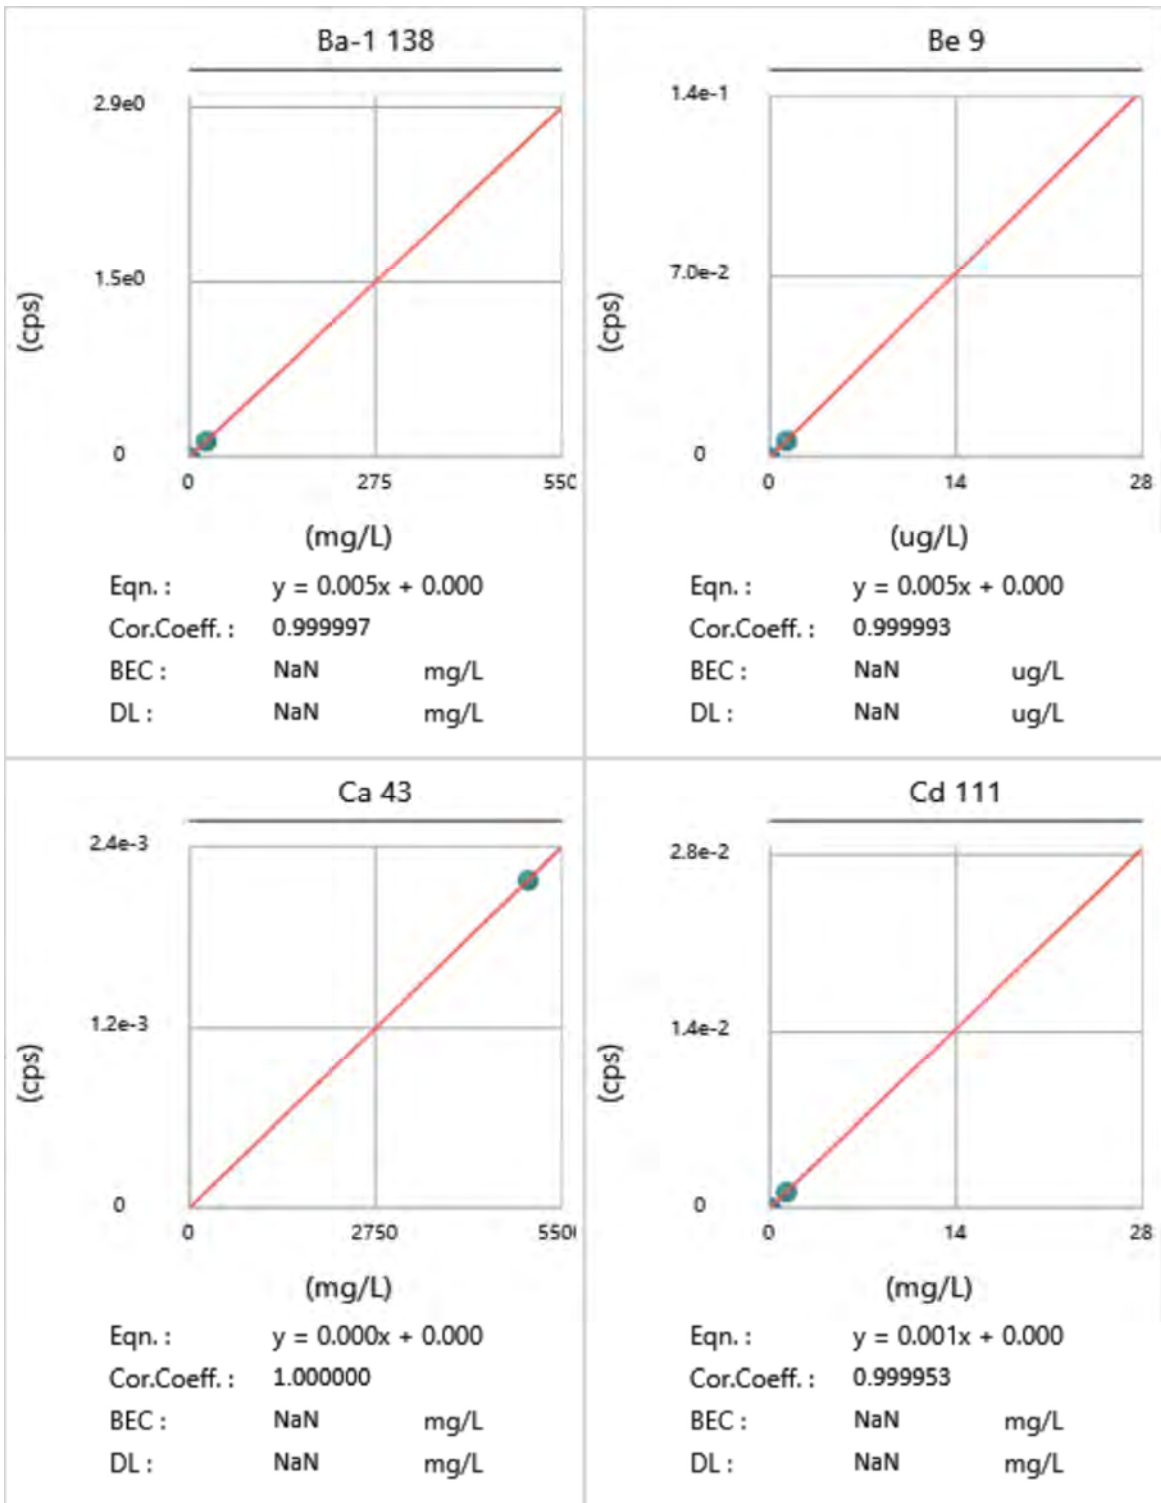 Ba-1 138
2.9e0
1.5e0
0
(cps)
0 275 550
(mg/L)
Eqn. : y = 0.005x + 0.000
Cor.Coeff. : 0.999997
BEC : NaN mg/L
DL : NaN mg/L
Be 9
1.4e-1
7.0e-2
0
(cps)
0 14 28
(ug/L)
Eqn. : y = 0.005x + 0.000
Cor.Coeff. : 0.999993
BEC : NaN ug/L
DL : NaN ug/L
Ca 43
2.4e-3
1.2e-3
0
(cps)
0 2750
(mg/L)
Eqn. : y = 0.000x + 0.000
Cor.Coeff. : 1.000000
BEC : NaN mg/L
DL : NaN mg/L
Cd 111
2.8e-2
1.4e-2
0
(cps)
0 14 28
(mg/L)
Eqn. : y = 0.001x + 0.000
Cor.Coeff. : 0.999953
BEC : NaN mg/L
DL : NaN mg/L